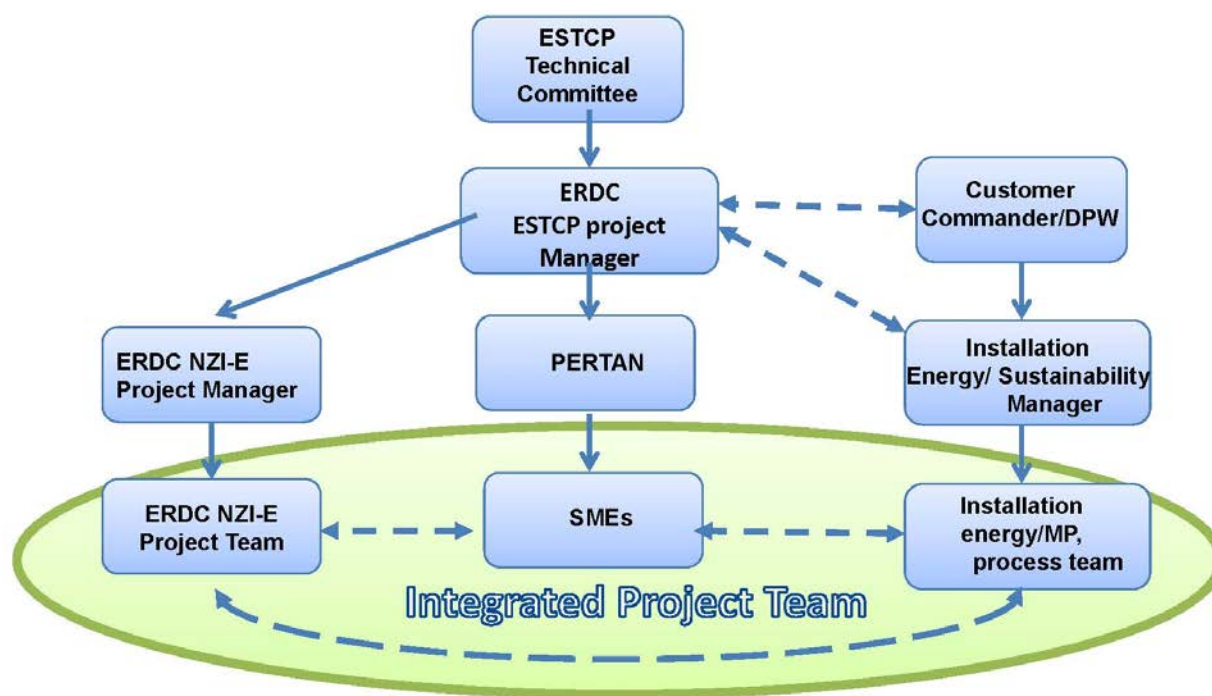 ESTCP
Technical
Committee
ERDC
ESTCP project
Manager
Customer
Commander/DPW
ERDC NZI-E
Project Manager
PERTAN
Installation
Energy/ Sustainability
Manager
ERDC NZI-E
Project Team
SMEs
Installation
energy/MP,
process team
Integrated Project Team